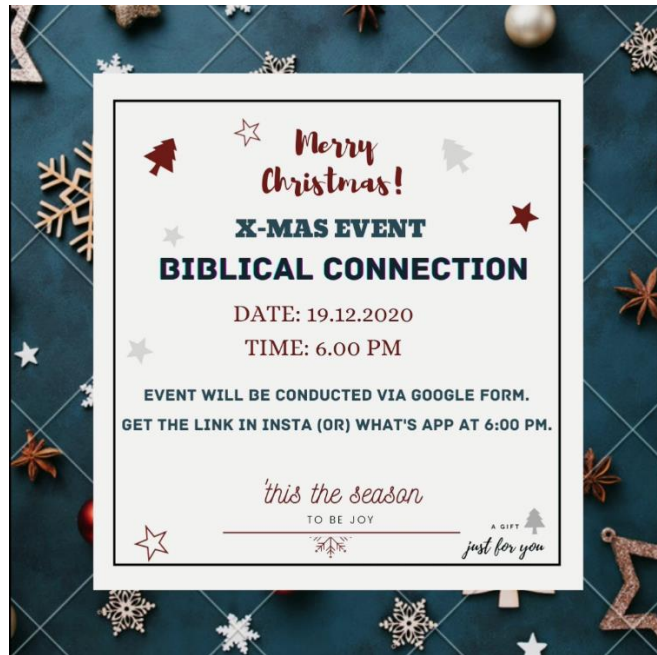 Merry
Christmas!
X-MAS EVENT
BIBLICAL CONNECTION
DATE: 19.12.2020
TIME: 6.00 PM
EVENT WILL BE CONDUCTED VIA GOOGLE FORM.
GET THE LINK IN INSTA (OR) WHAT'S APP AT 6:00 PM.
'this the season
TO BE JOY
A GIFT
just for you